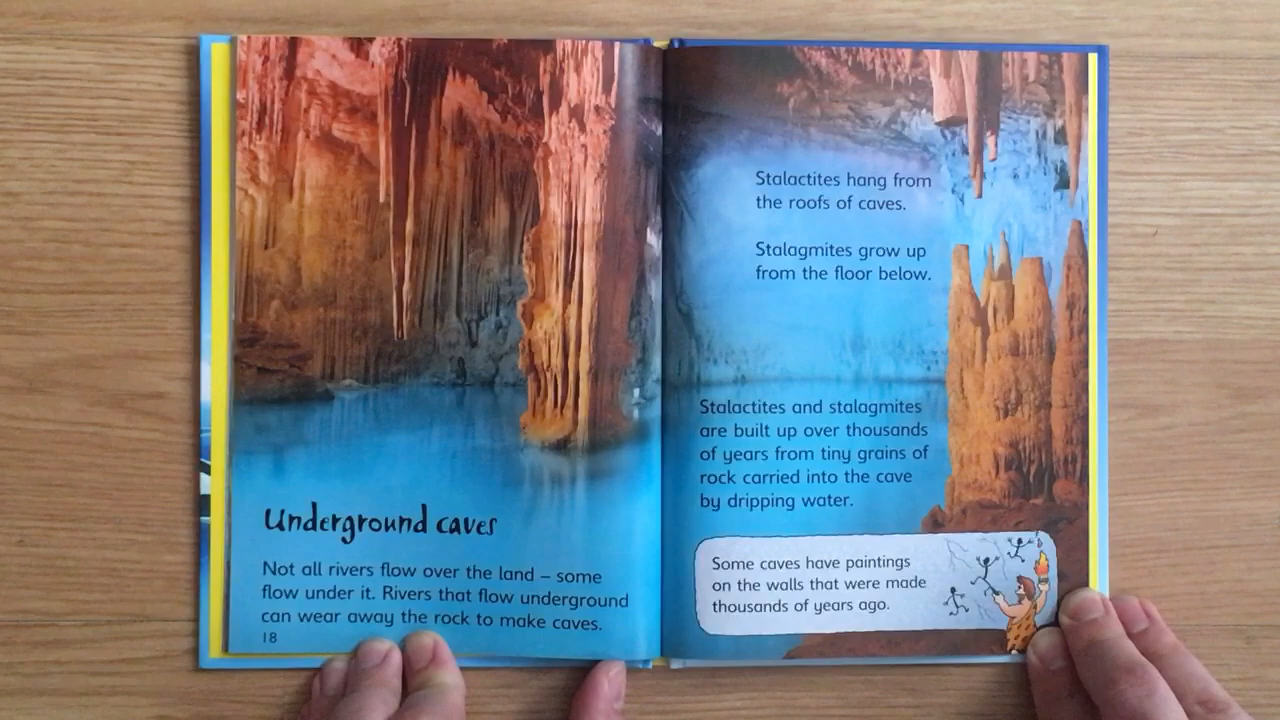 Underground caves
Not all rivers flow over the land – some
flow under it. Rivers that flow underground
can wear away the rock to make caves.
18
Stalactites hang from
the roofs of caves.
Stalagmites grow up
from the floor below.
Stalactites and stalagmites
are built up over thousands
of years from tiny grains of
rock carried into the cave
by dripping water.
Some caves have paintings
on the walls that were made
thousands of years ago.